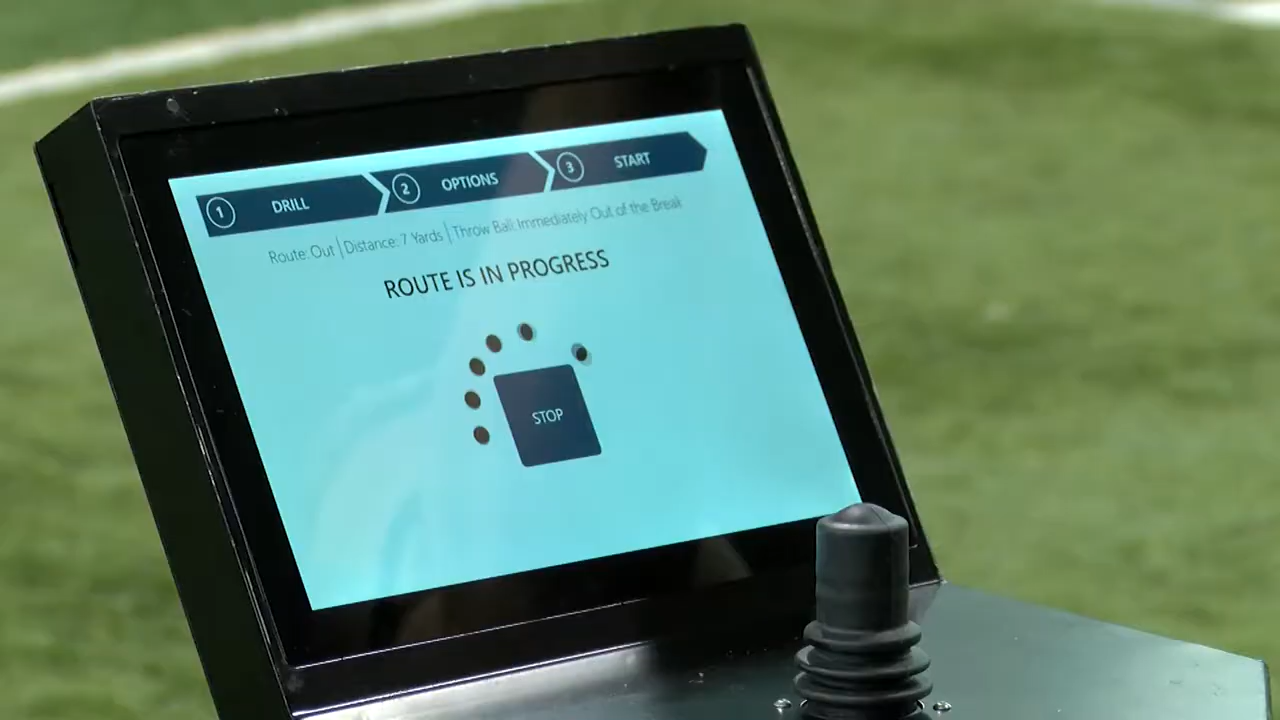 1 DRILL 2 OPTIONS 3 START
Route: Out | Distance: 7 Yards | Throw Ball: Immediately Out of the Break
ROUTE IS IN PROGRESS
STOP